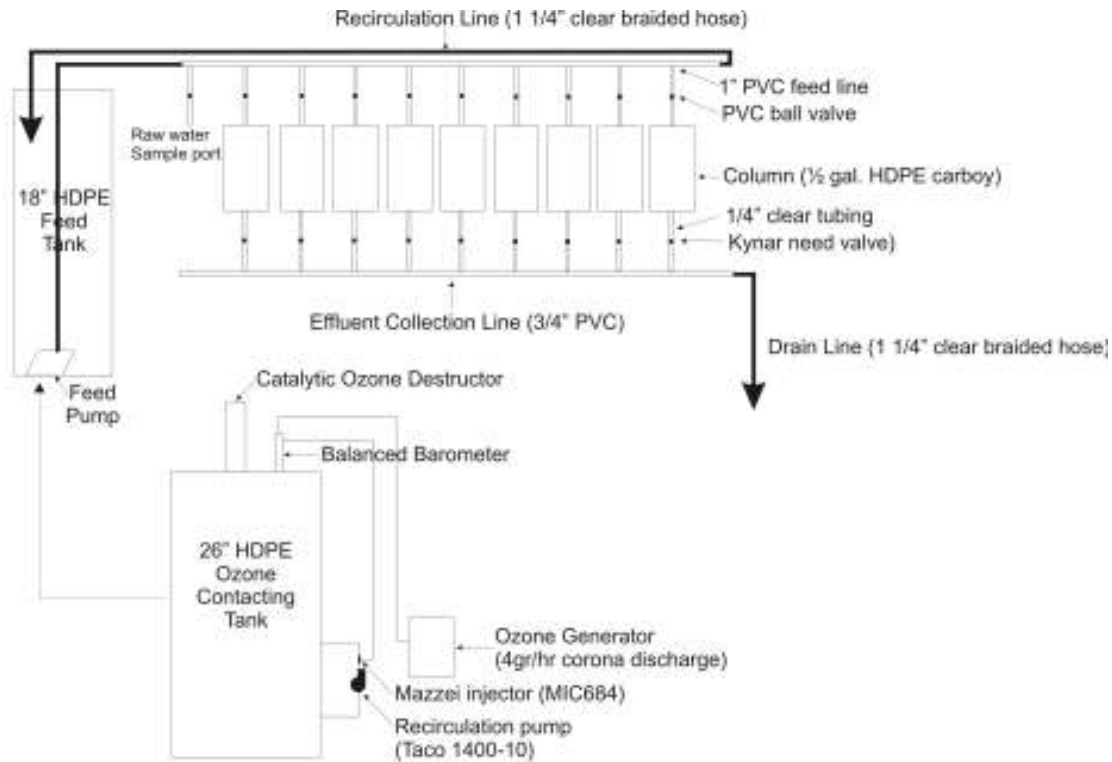 Recirculation Line (1 1/4" clear braided hose)
1" PVC feed line
PVC ball valve
Raw water
Sample port
Column (½ gal. HDPE carboy)
18" HDPE
Feed
Tank
1/4" clear tubing
Kynar need valve)
Effluent Collection Line (3/4" PVC)
Drain Line (1 1/4" clear braided hose)
Feed
Pump
Catalytic Ozone Destructor
Balanced Barometer
26" HDPE
Ozone
Contacting
Tank
Ozone Generator
(4gr/hr corona discharge)
Mazzei injector (MIC684)
Recirculation pump
(Taco 1400-10)